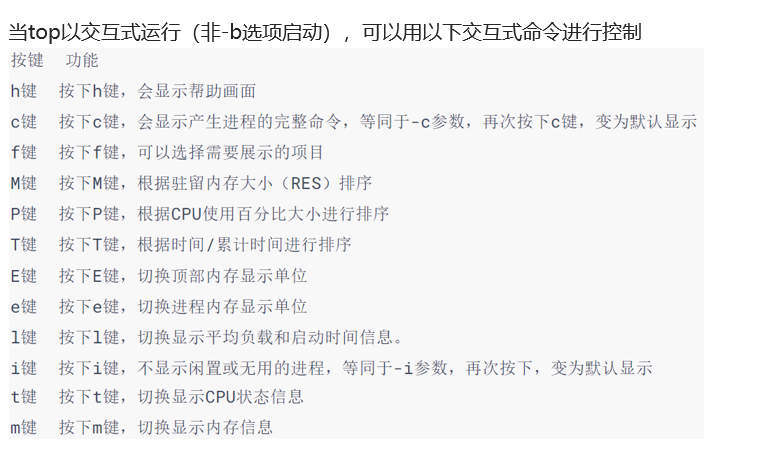 当top以交互式运行（非-b选项启动），可以用以下交互式命令进行控制
按键 功能
h键 按下h键，会显示帮助画面
c键 按下c键，会显示产生进程的完整命令，等同于-c参数，再次按下c键，变为默认显示
f键 按下f键，可以选择需要展示的项目
M键 按下M键，根据驻留内存大小（RES）排序
P键 按下P键，根据CPU使用百分比大小进行排序
T键 按下T键，根据时间/累计时间进行排序
E键 按下E键，切换顶部内存显示单位
e键 按下e键，切换进程内存显示单位
l键 按下l键，切换显示平均负载和启动时间信息。
i键 按下i键，不显示闲置或无用的进程，等同于-i参数，再次按下，变为默认显示
t键 按下t键，切换显示CPU状态信息
m键 按下m键，切换显示内存信息